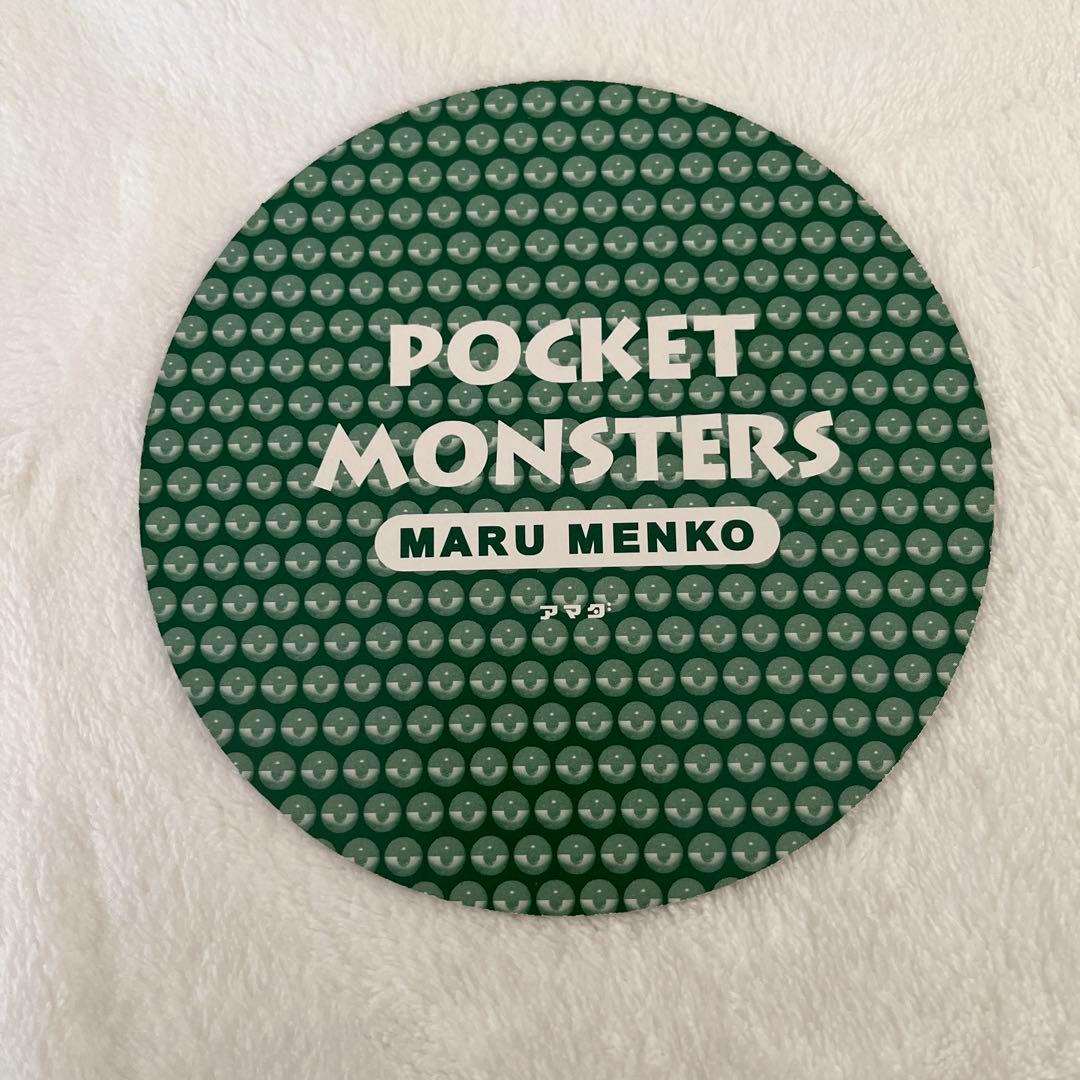 POCKET
MONSTERS
MARU MENKO
アマダ